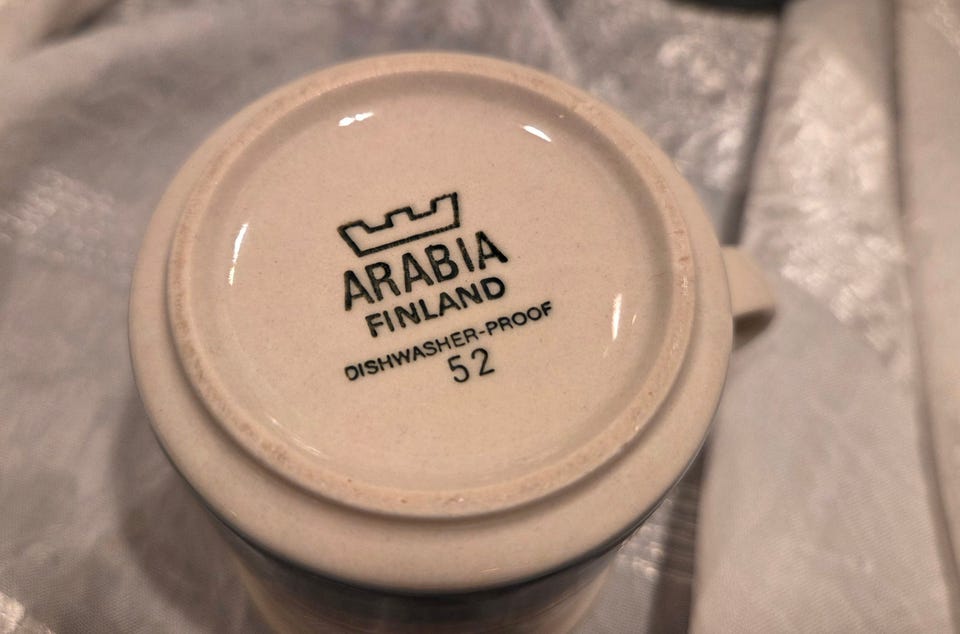 ARABIA
FINLAND
DISHWASHER-PROOF
52